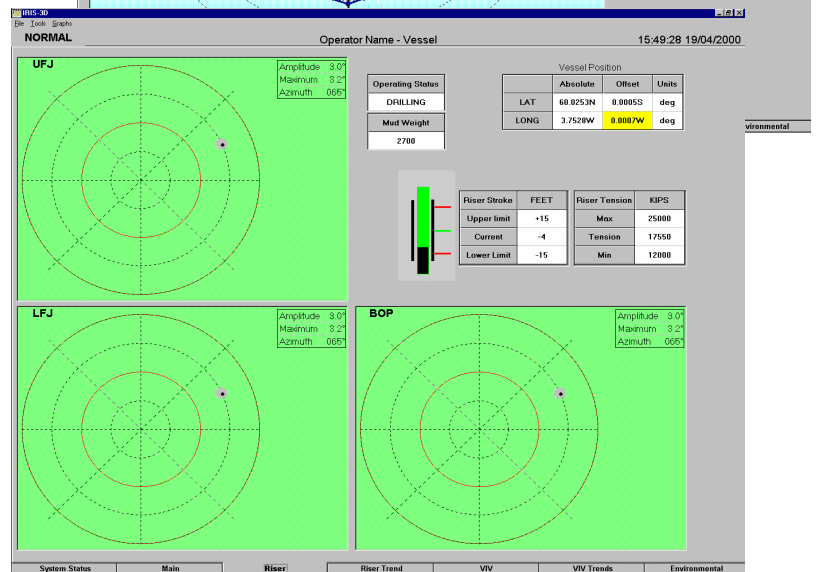 IRIS-3D
File Tools Graphs
NORMAL Operator Name - Vessel 15:49:28 19/04/2000
UFJ
Amplitude 3.0°
Maximum 3.2°
Azimuth 065°
Operating Status
DRILLING
Mud Weight
2700
Vessel Position
Absolute Offset Units
LAT 60.0253N 0.0005S deg
LONG 3.7528W 0.0007W deg
vironmental
Riser Stroke FEET
Upper limit +15
Current -4
Lower Limit -15
Riser Tension KIPS
Max 25000
Tension 17550
Min 12000
LFJ
Amplitude 3.0°
Maximum 3.2°
Azimuth 065°
BOP
Amplitude 3.0°
Maximum 3.2°
Azimuth 065°
System Status Main Riser Riser Trend VIV VIV Trends Environmental